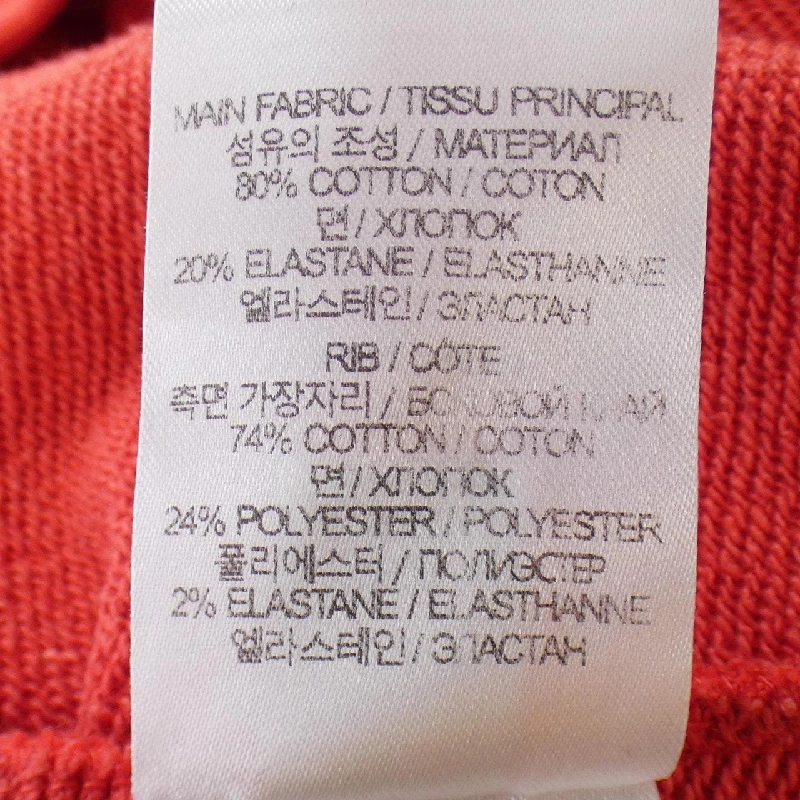 MAIN FABRIC / TISSU PRINCIPAL
섬유의 조성 / МАТЕРИАЛ
80% COTTON / COTON
면 / ХЛОПОК
20% ELASTANE / ELASTHANNE
엘라스테인 / ЭЛАСТАН
RIB / CÔTE
측면 가장자리 / БОКОВОЙ КРАЙ
74% COTTON / COTON
면 / ХЛОПОК
24% POLYESTER / POLYESTER
폴리에스터 / ПОЛИЭСТЕР
2% ELASTANE / ELASTHANNE
엘라스테인 / ЭЛАСТАН